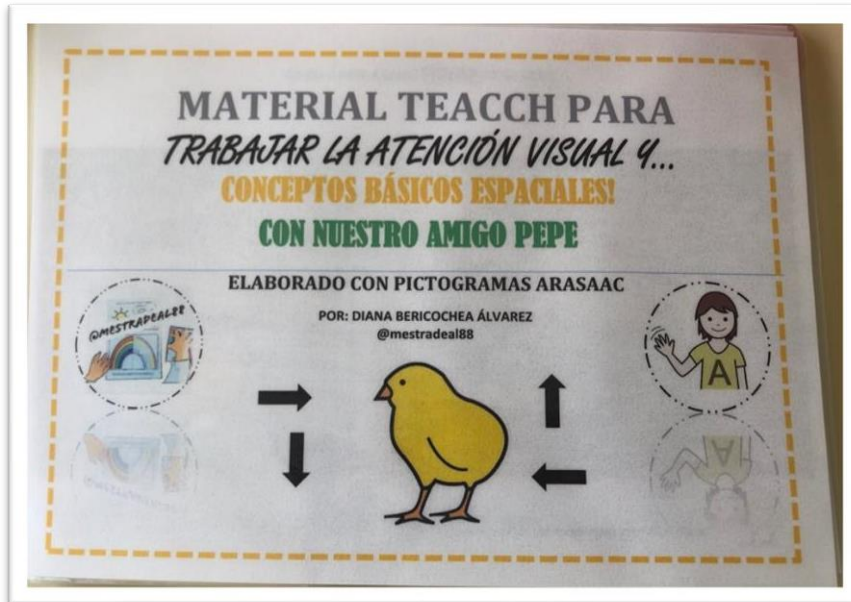 MATERIAL TEACCH PARA
TRABAJAR LA ATENCIÓN VISUAL Y...
CONCEPTOS BÁSICOS ESPACIALES!
CON NUESTRO AMIGO PEPE
ELABORADO CON PICTOGRAMAS ARASAAC
POR: DIANA BERICOCHEA ÁLVAREZ
@mestradeal88
@MESTRADEAL88
A